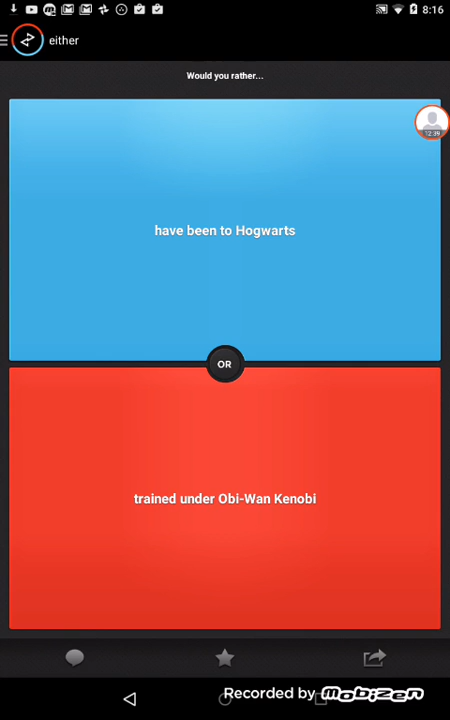 8:16
either
Would you rather...
12:39
have been to Hogwarts
OR
trained under Obi-Wan Kenobi
Recorded by Mobizen